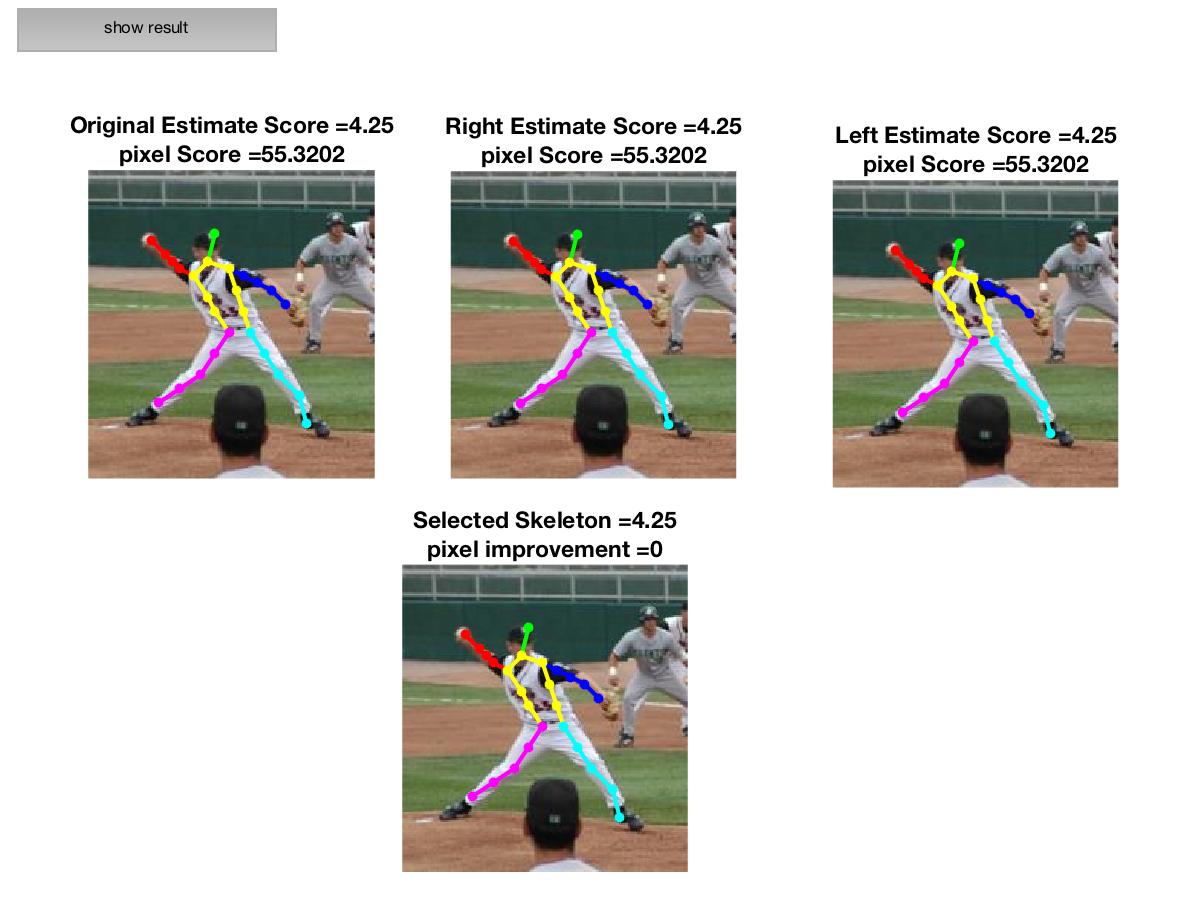 show result
Original Estimate Score =4.25
pixel Score =55.3202
Right Estimate Score =4.25
pixel Score =55.3202
Left Estimate Score =4.25
pixel Score =55.3202
Selected Skeleton =4.25
pixel improvement =0